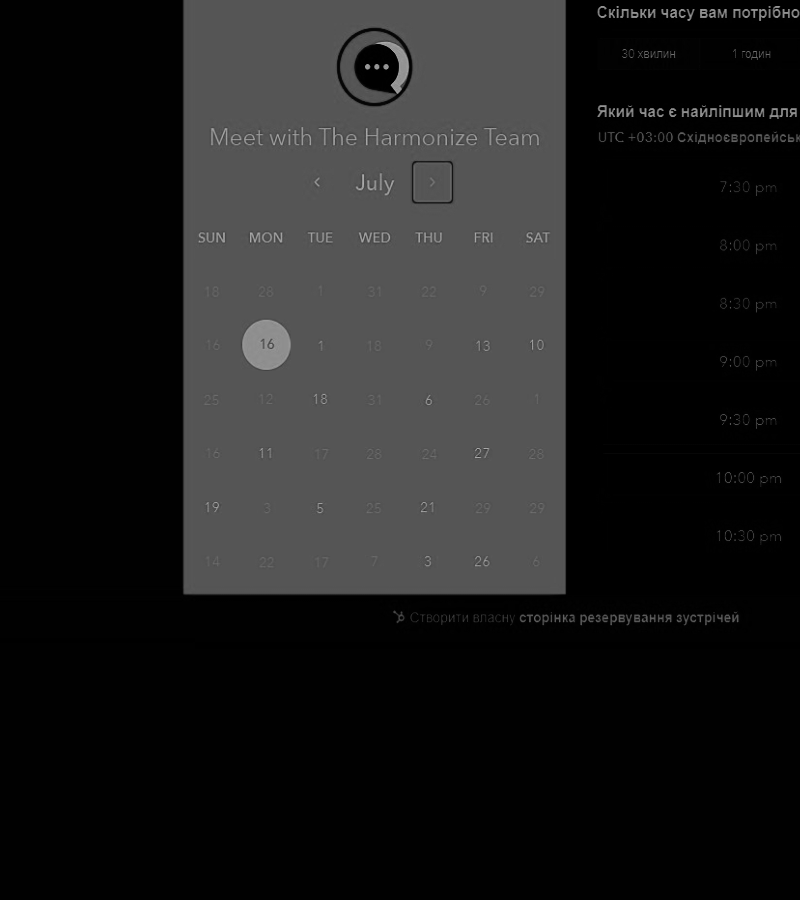 Meet with The Harmonize Team
July
SUN MON TUE WED THU FRI SAT
18 28 1 31 22 9 29
16 16 1 18 9 13 10
25 12 18 31 6 26 1
16 11 17 28 24 27 28
19 3 5 25 21 29 29
14 22 17 7 3 26 6
Скільки часу вам потрібно
30 хвилин 1 годин
Який час є найліпшим для
UTC +03:00
7:30 pm
8:00 pm
8:30 pm
9:00 pm
9:30 pm
10:00 pm
10:30 pm
Створити власну сторінка резервування зустрічей